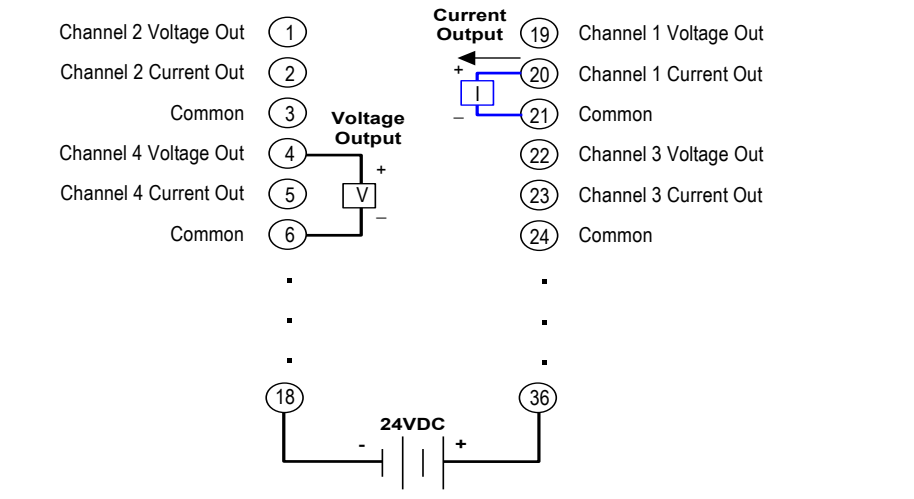 Channel 2 Voltage Out 1
Channel 2 Current Out 2
Common 3
Channel 4 Voltage Out 4
Channel 4 Current Out 5
Common 6
Voltage
Output
+
V
_
Current
Output
+
I
_
19 Channel 1 Voltage Out
20 Channel 1 Current Out
21 Common
22 Channel 3 Voltage Out
23 Channel 3 Current Out
24 Common
18
36
24VDC
- +